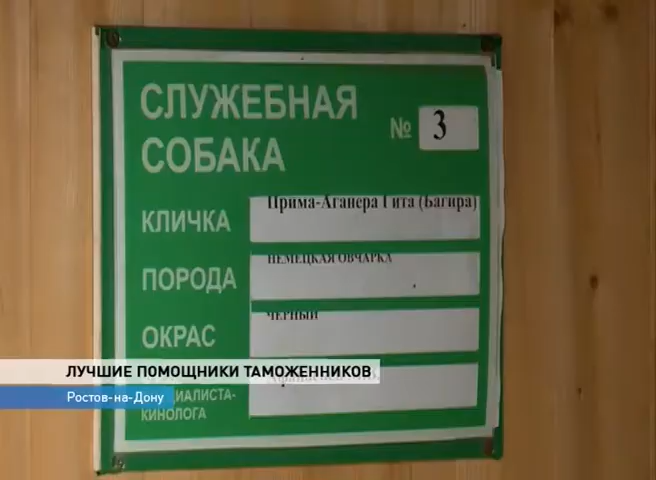 СЛУЖЕБНАЯ
СОБАКА
№ 3
КЛИЧКА Прима-Аганера Гита (Багира)
ПОРОДА НЕМЕЦКАЯ ОВЧАРКА
ОКРАС ЧЕРНЫЙ
ЛУЧШИЕ ПОМОЩНИКИ ТАМОЖЕННИКОВ
Ростов-на-Дону
КИНОЛОГА